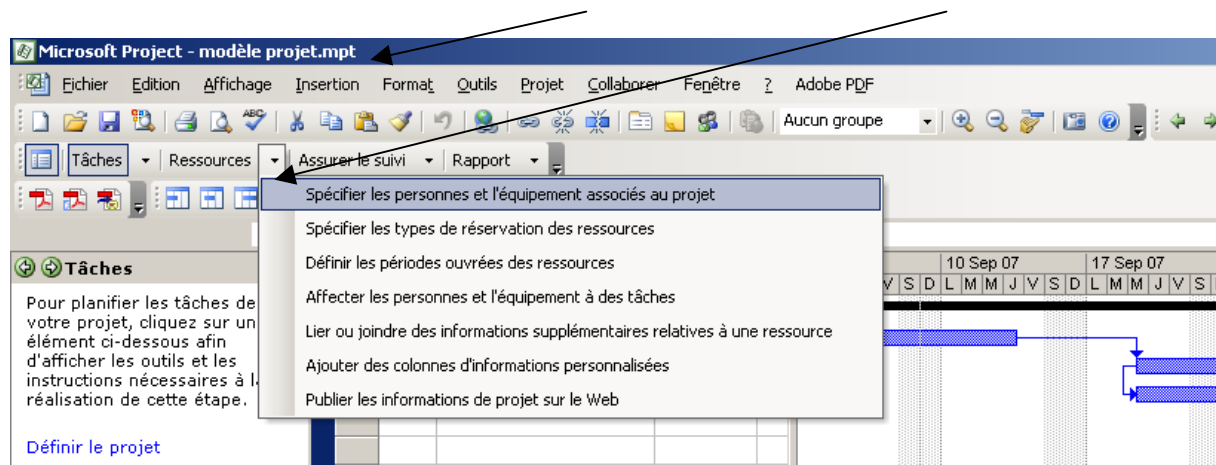 Microsoft Project - modèle projet.mpt
Fichier Edition Affichage Insertion Format Outils Projet Collaborer Fenêtre ? Adobe PDF
ABC Aucun groupe
Tâches Ressources Assurer le suivi Rapport
Spécifier les personnes et l'équipement associés au projet
Spécifier les types de réservation des ressources
Définir les périodes ouvrées des ressources
Affecter les personnes et l'équipement à des tâches
Lier ou joindre des informations supplémentaires relatives à une ressource
Ajouter des colonnes d'informations personnalisées
Publier les informations de projet sur le Web
Tâches
Pour planifier les tâches de
votre projet, cliquez sur un
élément ci-dessous afin
d'afficher les outils et les
instructions nécessaires à
réalisation de cette étape.
Définir le projet
10 Sep 07 17 Sep 07
V S D L M M J V S D L M M J V S